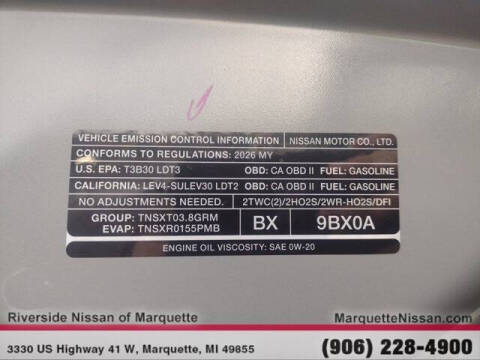 VEHICLE EMISSION CONTROL INFORMATION NISSAN MOTOR CO., LTD.
CONFORMS TO REGULATIONS: 2026 MY
U.S. EPA: T3B30 LDT3 OBD: CA OBD II FUEL: GASOLINE
CALIFORNIA: LEV4-SULEV30 LDT2 OBD: CA OBD II FUEL: GASOLINE
NO ADJUSTMENTS NEEDED. 2TWC(2)/2HO2S/2WR-HO2S/DFI
GROUP: TNSXT03.8GRM
EVAP: TNSXR0155PMB
BX 9BX0A
ENGINE OIL VISCOSITY: SAE 0W-20
Riverside Nissan of Marquette MarquetteNissan.com
3330 US Highway 41 W, Marquette, MI 49855 (906) 228-4900